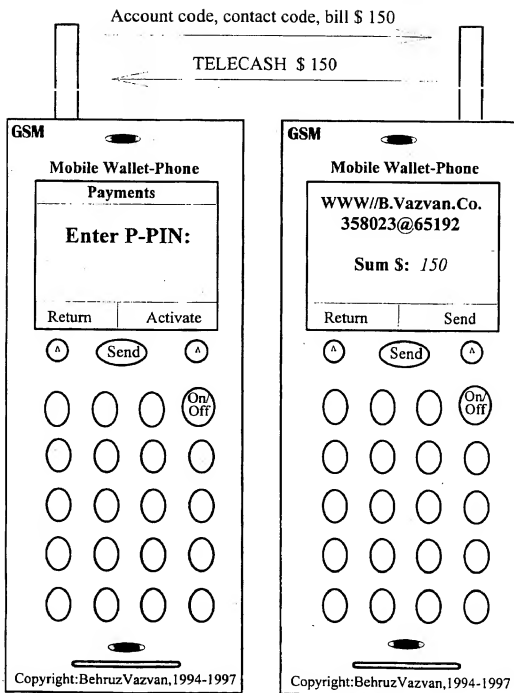 Account code, contact code, bill $ 150
TELECASH $ 150
GSM
Mobile Wallet-Phone
Payments
Enter P-PIN:
Return Activate
^ Send ^
On/
Off
Copyright:BehruzVazvan,1994-1997
GSM
Mobile Wallet-Phone
WWW//B.Vazvan.Co.
358023@65192
Sum $: 150
Return Send
^ Send ^
On/
Off
Copyright:BehruzVazvan,1994-1997